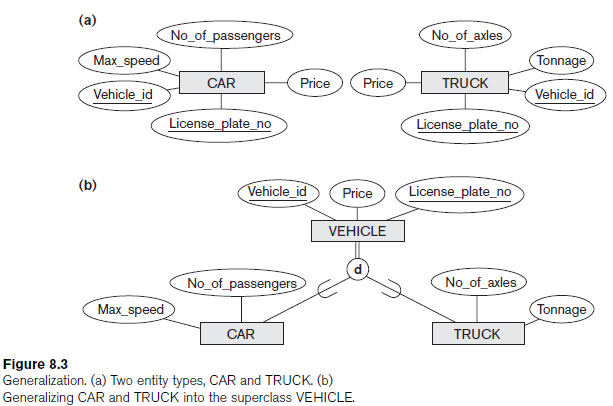 (a)
No_of_passengers
No_of_axles
Max_speed
Tonnage
CAR
Price
Price
TRUCK
Vehicle_id
Vehicle_id
License_plate_no
License_plate_no
(b)
Vehicle_id
Price
License_plate_no
VEHICLE
d
No_of_passengers
No_of_axles
Max_speed
Tonnage
CAR
TRUCK
Figure 8.3
Generalization. (a) Two entity types, CAR and TRUCK. (b)
Generalizing CAR and TRUCK into the superclass VEHICLE.